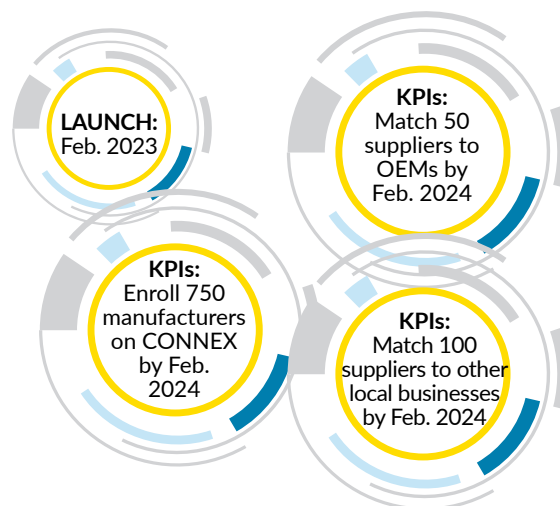 LAUNCH:
Feb. 2023
KPIs:
Match 50
suppliers to
OEMs by
Feb. 2024
KPIs:
Enroll 750
manufacturers
on CONNEX
by Feb.
2024
KPIs:
Match 100
suppliers to other
local businesses
by Feb. 2024